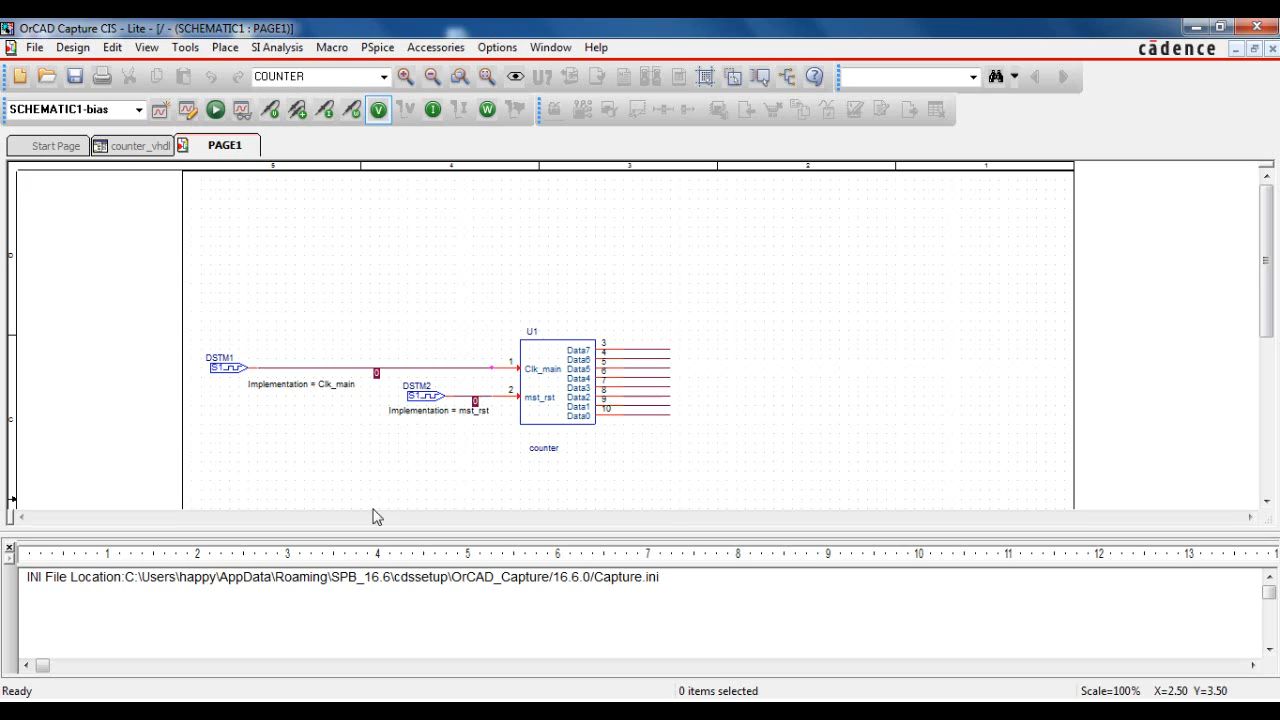 OrCAD Capture CIS - Lite - [/ - (SCHEMATIC1 : PAGE1)]
File Design Edit View Tools Place SI Analysis Macro PSpice Accessories Options Window Help
cādence
COUNTER
U?
SCHEMATIC1-bias
V V I I W
Start Page counter_vhdl PAGE1
5 4 3 2 1
D
C
U1
DSTM1
S1
0
Implementation = Clk_main
DSTM2
S1
0
Implementation = mst_rst
1
2
Clk_main
mst_rst
Data7 3
Data6 4
Data5 5
Data4 6
Data3 7
Data2 8
Data1 9
Data0 10
counter
1 2 3 4 5 6 7 8 9 10 11 12 13
INI File Location:C:\Users\happy\AppData\Roaming\SPB_16.6\cdssetup\OrCAD_Capture/16.6.0/Capture.ini
Ready 0 items selected Scale=100% X=2.50 Y=3.50